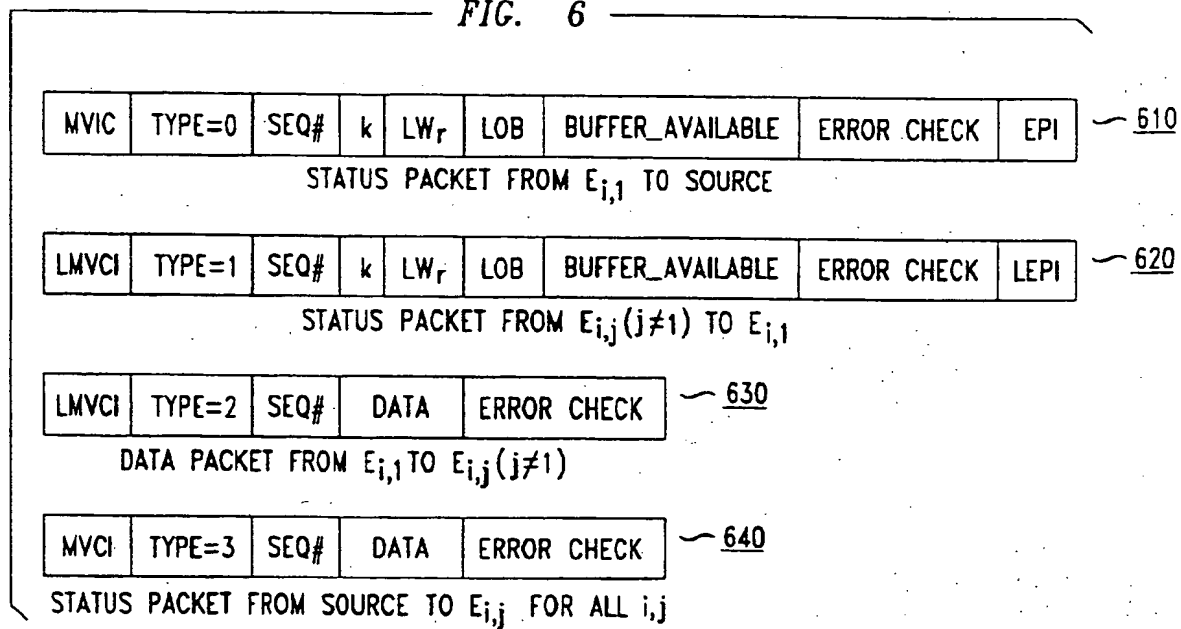 FIG. 6
MVIC TYPE=0 SEQ# k LWr LOB BUFFER_AVAILABLE ERROR CHECK EPI 610
STATUS PACKET FROM Ei,1 TO SOURCE
LMVCI TYPE=1 SEQ# k LWr LOB BUFFER_AVAILABLE ERROR CHECK LEPI 620
STATUS PACKET FROM Ei,j (j≠1) TO Ei,1
LMVCI TYPE=2 SEQ# DATA ERROR CHECK 630
DATA PACKET FROM Ei,1 TO Ei,j (j≠1)
MVCI TYPE=3 SEQ# DATA ERROR CHECK 640
STATUS PACKET FROM SOURCE TO Ei,j FOR ALL i,j